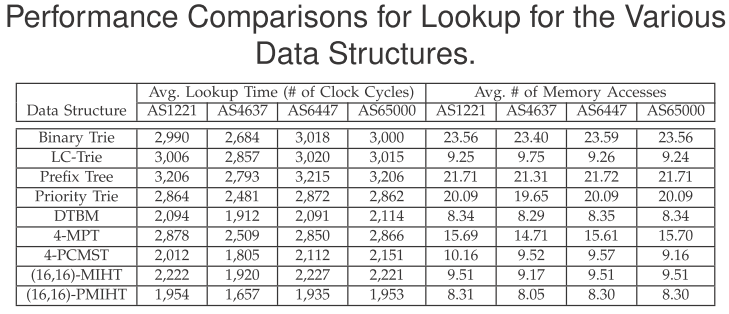 Performance Comparisons for Lookup for the Various
Data Structures.
Avg. Lookup Time (# of Clock Cycles) Avg. # of Memory Accesses
Data Structure AS1221 AS4637 AS6447 AS65000 AS1221 AS4637 AS6447 AS65000
Binary Trie 2,990 2,684 3,018 3,000 23.56 23.40 23.59 23.56
LC-Trie 3,006 2,857 3,020 3,015 9.25 9.75 9.26 9.24
Prefix Tree 3,206 2,793 3,215 3,206 21.71 21.31 21.72 21.71
Priority Trie 2,864 2,481 2,872 2,862 20.09 19.65 20.09 20.09
DTBM 2,094 1,912 2,091 2,114 8.34 8.29 8.35 8.34
4-MPT 2,878 2,509 2,850 2,866 15.69 14.71 15.61 15.70
4-PCMST 2,012 1,805 2,112 2,151 10.16 9.52 9.57 9.16
(16,16)-MIHT 2,222 1,920 2,227 2,221 9.51 9.17 9.51 9.51
(16,16)-PMIHT 1,954 1,657 1,935 1,953 8.31 8.05 8.30 8.30